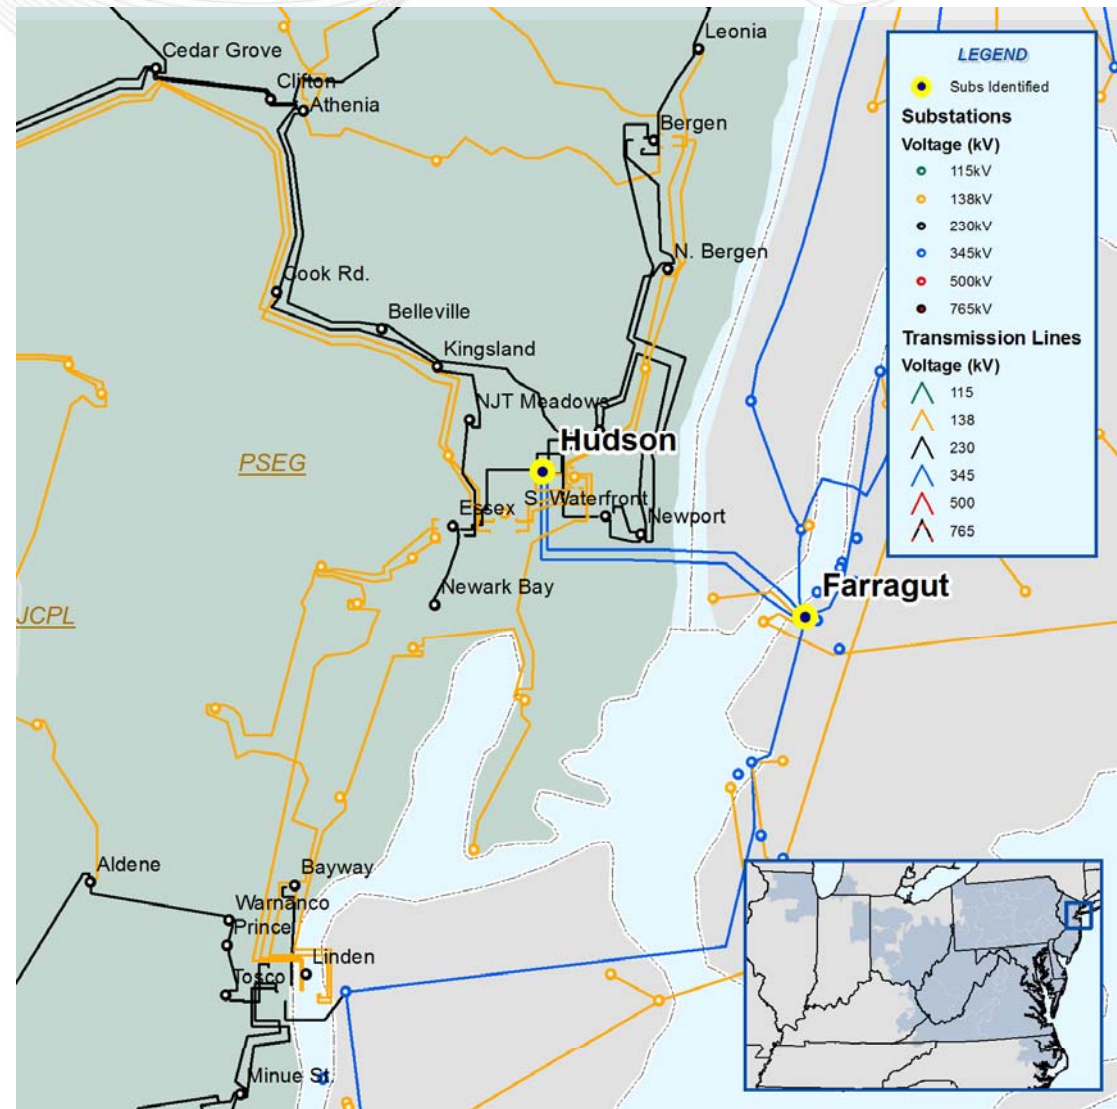 Cedar Grove
Clifton
Athenia
Leonia
Bergen
N. Bergen
Cook Rd.
Belleville
Kingsland
NJT Meadows
Hudson
PSEG
S. Waterfront
Essex
Newport
Newark Bay
Farragut
JCPL
Aldene
Bayway
Warnanco
Prince
Linden
Tosco
Minue St.
LEGEND
Subs Identified
Substations
Voltage (kV)
115kV
138kV
230kV
345kV
500kV
765kV
Transmission Lines
Voltage (kV)
115
138
230
345
500
765